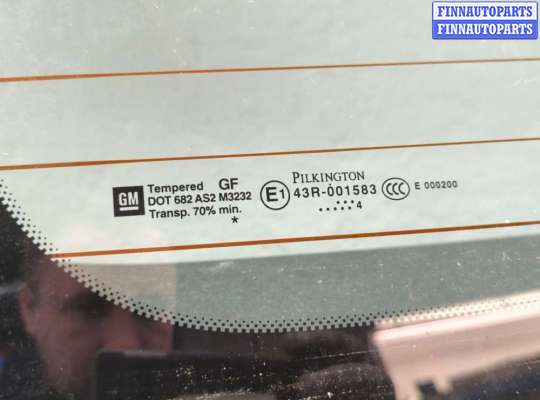 FINNAUTOPARTS
FINNAUTOPARTS
GM Tempered GF
DOT 682 AS2 M3232
Transp. 70% min.
*
E1 PILKINGTON
43R-001583
4
CCC E 000200